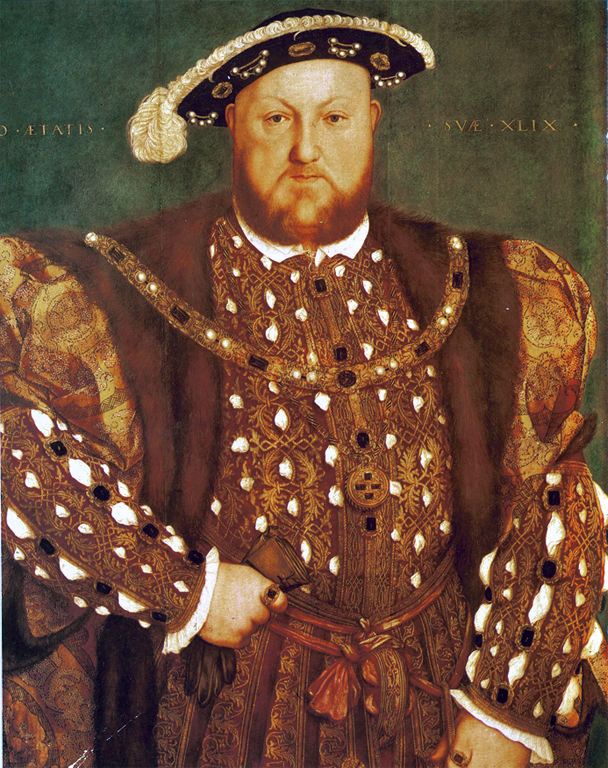 O · ÆTATIS · · SVÆ · XLIX ·